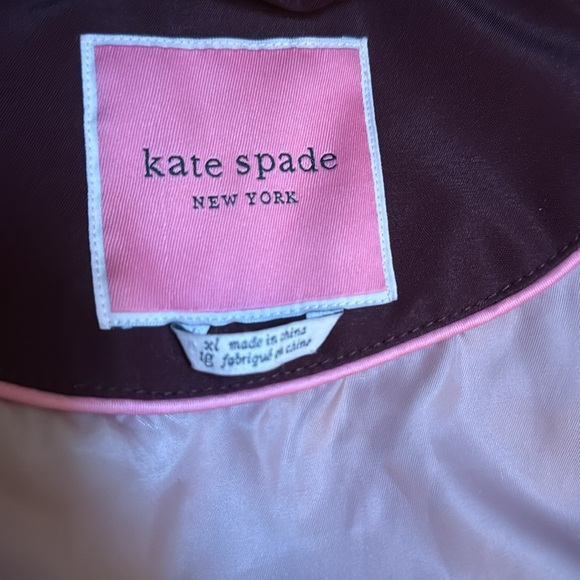 kate spade
NEW YORK
xl made in china
tg fabriqué en chine